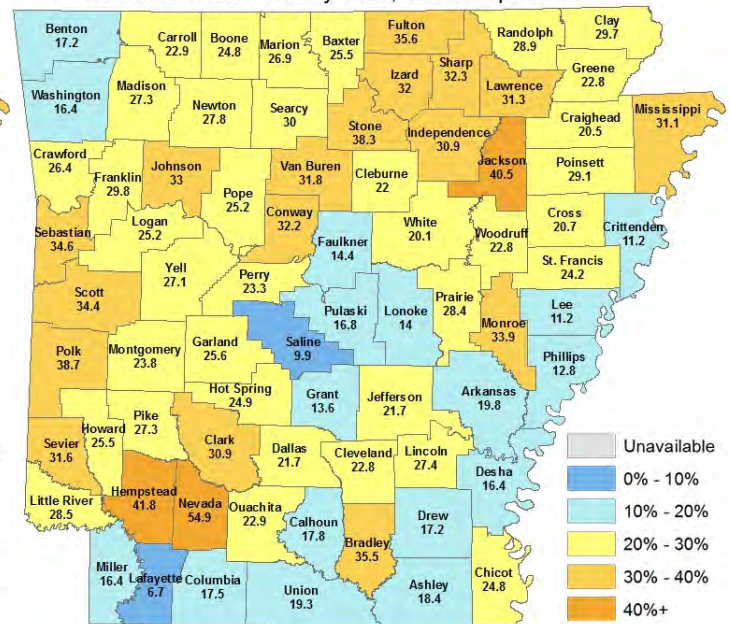 Benton
17.2
Carroll
22.9
Boone
24.8
Marion
26.9
Baxter
25.5
Fulton
35.6
Randolph
28.9
Clay
29.7
Washington
16.4
Madison
27.3
Newton
27.8
Searcy
30
Izard
32
Sharp
32.3
Lawrence
31.3
Greene
22.8
Stone
38.3
Independence
30.9
Jackson
40.5
Craighead
20.5
Mississippi
31.1
Crawford
26.4
Franklin
29.8
Johnson
33
Pope
25.2
Van Buren
31.8
Cleburne
22
Poinsett
29.1
Sebastian
34.6
Logan
25.2
Conway
32.2
Faulkner
14.4
White
20.1
Woodruff
22.8
Cross
20.7
Crittenden
11.2
St. Francis
24.2
Scott
34.4
Yell
27.1
Perry
23.3
Pulaski
16.8
Lonoke
14
Prairie
28.4
Monroe
33.9
Lee
11.2
Phillips
12.8
Polk
38.7
Montgomery
23.8
Garland
25.6
Saline
9.9
Hot Spring
24.9
Grant
13.6
Jefferson
21.7
Arkansas
19.8
Sevier
31.6
Howard
25.5
Pike
27.3
Clark
30.9
Dallas
21.7
Cleveland
22.8
Lincoln
27.4
Desha
16.4
Little River
28.5
Hempstead
41.8
Nevada
54.9
Ouachita
22.9
Calhoun
17.8
Bradley
35.5
Drew
17.2
Chicot
24.8
Miller
16.4
Lafayette
6.7
Columbia
17.5
Union
19.3
Ashley
18.4
Unavailable
0% - 10%
10% - 20%
20% - 30%
30% - 40%
40%+